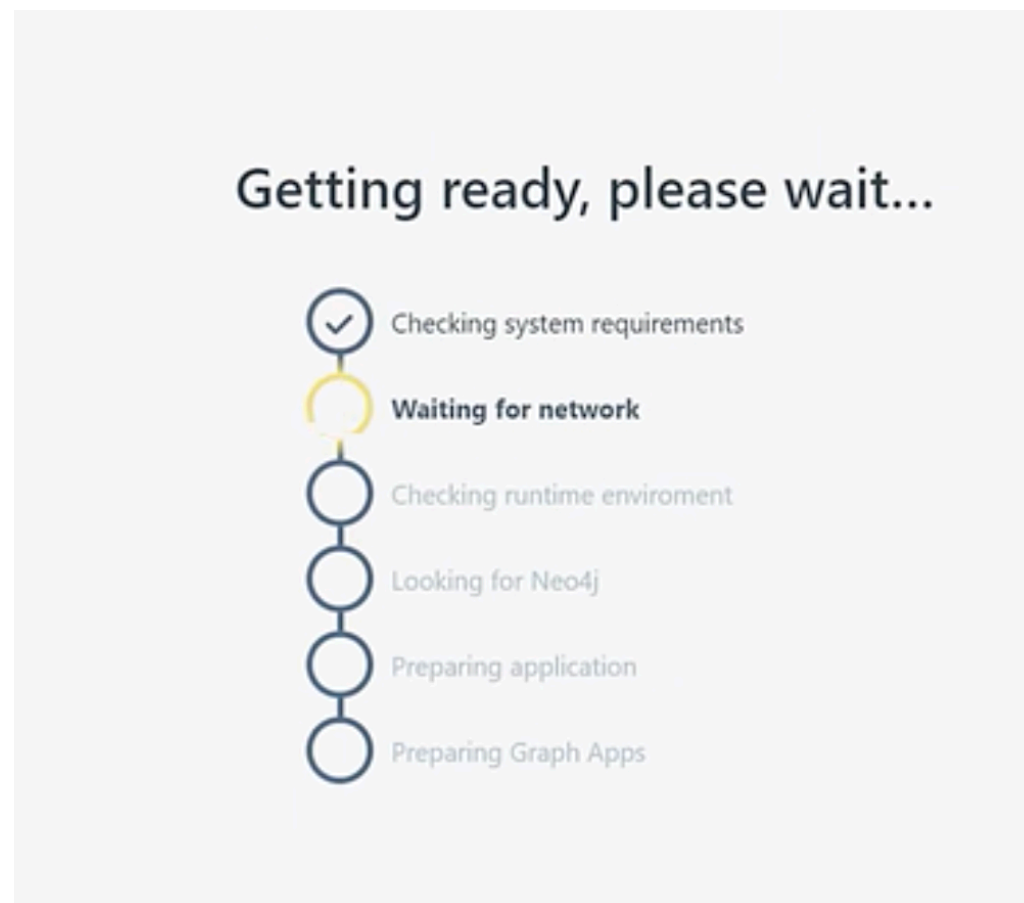 Getting ready, please wait...
Checking system requirements
Waiting for network
Checking runtime enviroment
Looking for Neo4j
Preparing application
Preparing Graph Apps